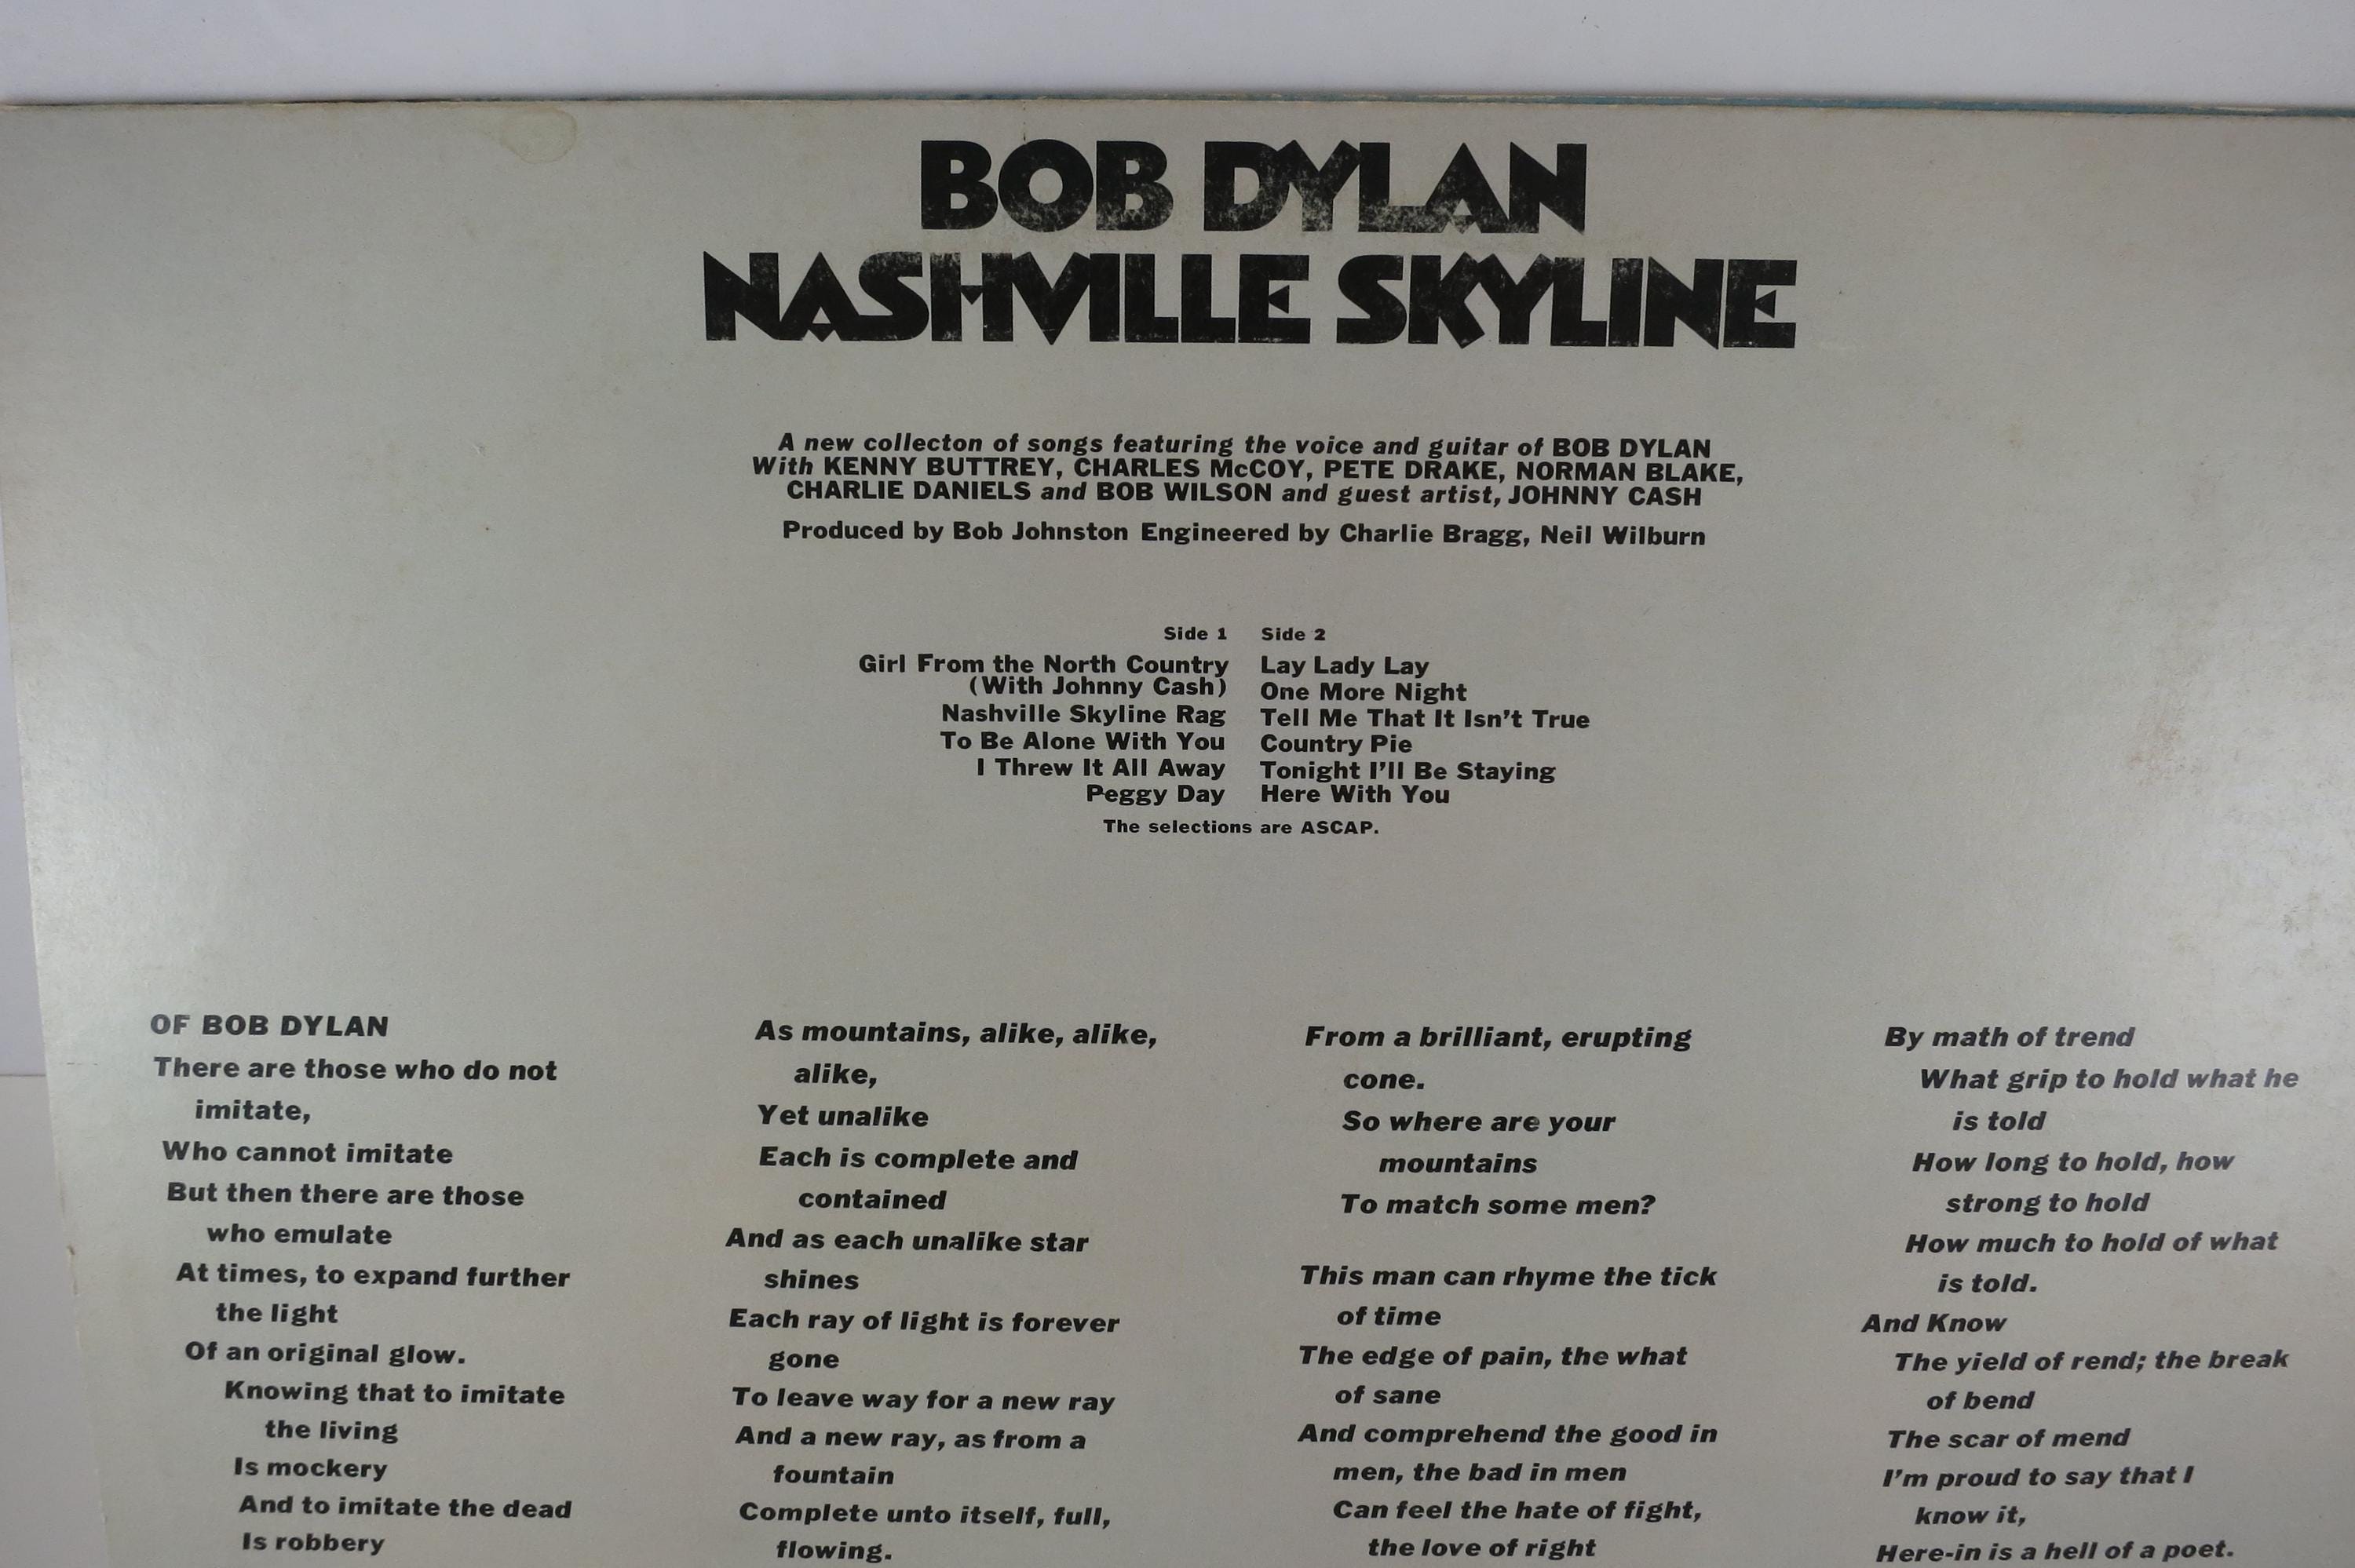 BOB DYLAN
NASHVILLE SKYLINE
A new collecton of songs featuring the voice and guitar of BOB DYLAN
With KENNY BUTTREY, CHARLES McCOY, PETE DRAKE, NORMAN BLAKE,
CHARLIE DANIELS and BOB WILSON and guest artist, JOHNNY CASH
Produced by Bob Johnston Engineered by Charlie Bragg, Neil Wilburn
Side 1
Girl From the North Country
(With Johnny Cash)
Nashville Skyline Rag
To Be Alone With You
I Threw It All Away
Peggy Day
Side 2
Lay Lady Lay
One More Night
Tell Me That It Isn't True
Country Pie
Tonight I'll Be Staying
Here With You
The selections are ASCAP.
OF BOB DYLAN
There are those who do not
imitate,
Who cannot imitate
But then there are those
who emulate
At times, to expand further
the light
Of an original glow.
Knowing that to imitate
the living
Is mockery
And to imitate the dead
Is robbery
As mountains, alike, alike,
alike,
Yet unalike
Each is complete and
contained
And as each unalike star
shines
Each ray of light is forever
gone
To leave way for a new ray
And a new ray, as from a
fountain
Complete unto itself, full,
flowing.
From a brilliant, erupting
cone.
So where are your
mountains
To match some men?
This man can rhyme the tick
of time
The edge of pain, the what
of sane
And comprehend the good in
men, the bad in men
Can feel the hate of fight,
the love of right
By math of trend
What grip to hold what he
is told
How long to hold, how
strong to hold
How much to hold of what
is told.
And Know
The yield of rend; the break
of bend
The scar of mend
I'm proud to say that I
know it,
Here-in is a hell of a poet.